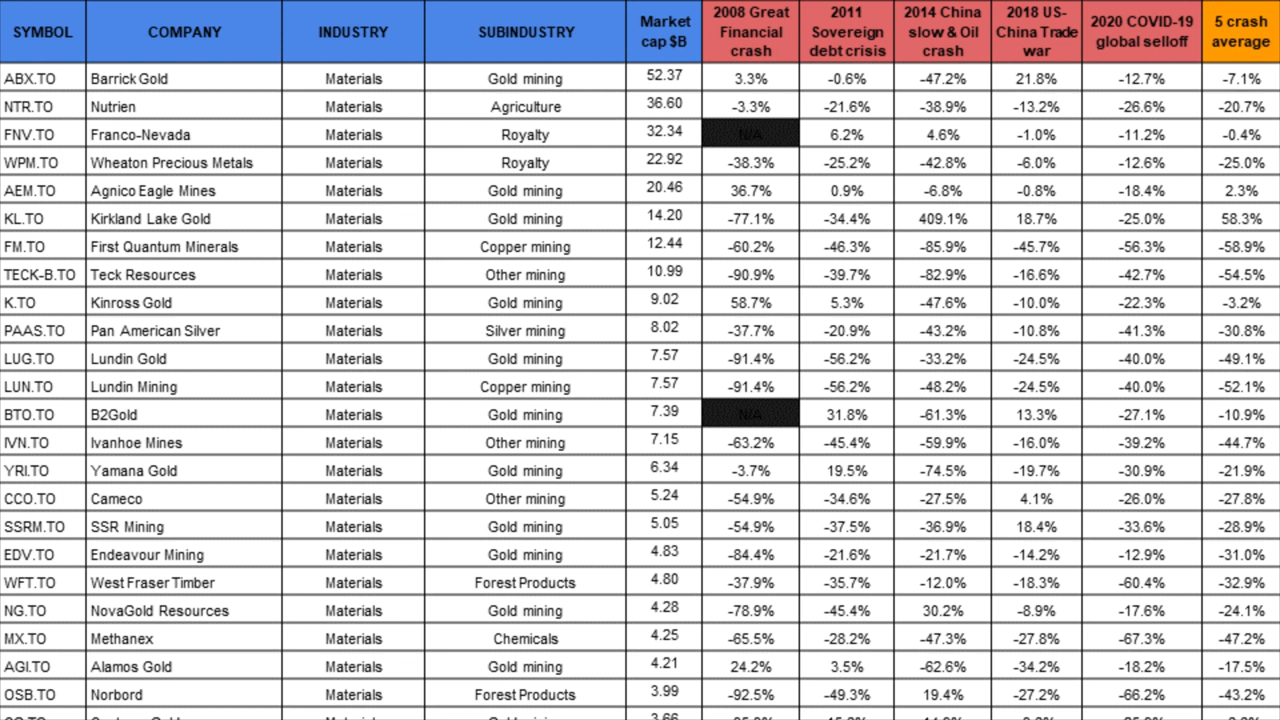 SYMBOL COMPANY INDUSTRY SUBINDUSTRY Market cap $B 2008 Great Financial crash 2011 Sovereign debt crisis 2014 China slow & Oil crash 2018 US-China Trade war 2020 COVID-19 global selloff 5 crash average
ABX.TO Barrick Gold Materials Gold mining 52.37 3.3% -0.6% -47.2% 21.8% -12.7% -7.1%
NTR.TO Nutrien Materials Agriculture 36.60 -3.3% -21.6% -38.9% -13.2% -26.6% -20.7%
FNV.TO Franco-Nevada Materials Royalty 32.34 N/A 6.2% 4.6% -1.0% -11.2% -0.4%
WPM.TO Wheaton Precious Metals Materials Royalty 22.92 -38.3% -25.2% -42.8% -6.0% -12.6% -25.0%
AEM.TO Agnico Eagle Mines Materials Gold mining 20.46 36.7% 0.9% -6.8% -0.8% -18.4% 2.3%
KL.TO Kirkland Lake Gold Materials Gold mining 14.20 -77.1% -34.4% 409.1% 18.7% -25.0% 58.3%
FM.TO First Quantum Minerals Materials Copper mining 12.44 -60.2% -46.3% -85.9% -45.7% -56.3% -58.9%
TECK-B.TO Teck Resources Materials Other mining 10.99 -90.9% -39.7% -82.9% -16.6% -42.7% -54.5%
K.TO Kinross Gold Materials Gold mining 9.02 58.7% 5.3% -47.6% -10.0% -22.3% -3.2%
PAAS.TO Pan American Silver Materials Silver mining 8.02 -37.7% -20.9% -43.2% -10.8% -41.3% -30.8%
LUG.TO Lundin Gold Materials Gold mining 7.57 -91.4% -56.2% -33.2% -24.5% -40.0% -49.1%
LUN.TO Lundin Mining Materials Copper mining 7.57 -91.4% -56.2% -48.2% -24.5% -40.0% -52.1%
BTO.TO B2Gold Materials Gold mining 7.39 N/A 31.8% -61.3% 13.3% -27.1% -10.9%
IVN.TO Ivanhoe Mines Materials Other mining 7.15 -63.2% -45.4% -59.9% -16.0% -39.2% -44.7%
YRI.TO Yamana Gold Materials Gold mining 6.34 -3.7% 19.5% -74.5% -19.7% -30.9% -21.9%
CCO.TO Cameco Materials Other mining 5.24 -54.9% -34.6% -27.5% 4.1% -26.0% -27.8%
SSRM.TO SSR Mining Materials Gold mining 5.05 -54.9% -37.5% -36.9% 18.4% -33.6% -28.9%
EDV.TO Endeavour Mining Materials Gold mining 4.83 -84.4% -21.6% -21.7% -14.2% -12.9% -31.0%
WFT.TO West Fraser Timber Materials Forest Products 4.80 -37.9% -35.7% -12.0% -18.3% -60.4% -32.9%
NG.TO NovaGold Resources Materials Gold mining 4.28 -78.9% -45.4% 30.2% -8.9% -17.6% -24.1%
MX.TO Methanex Materials Chemicals 4.25 -65.5% -28.2% -47.3% -27.8% -67.3% -47.2%
AGI.TO Alamos Gold Materials Gold mining 4.21 24.2% 3.5% -62.6% -34.2% -18.2% -17.5%
OSB.TO Norbord Materials Forest Products 3.99 -92.5% -49.3% 19.4% -27.2% -66.2% -43.2%